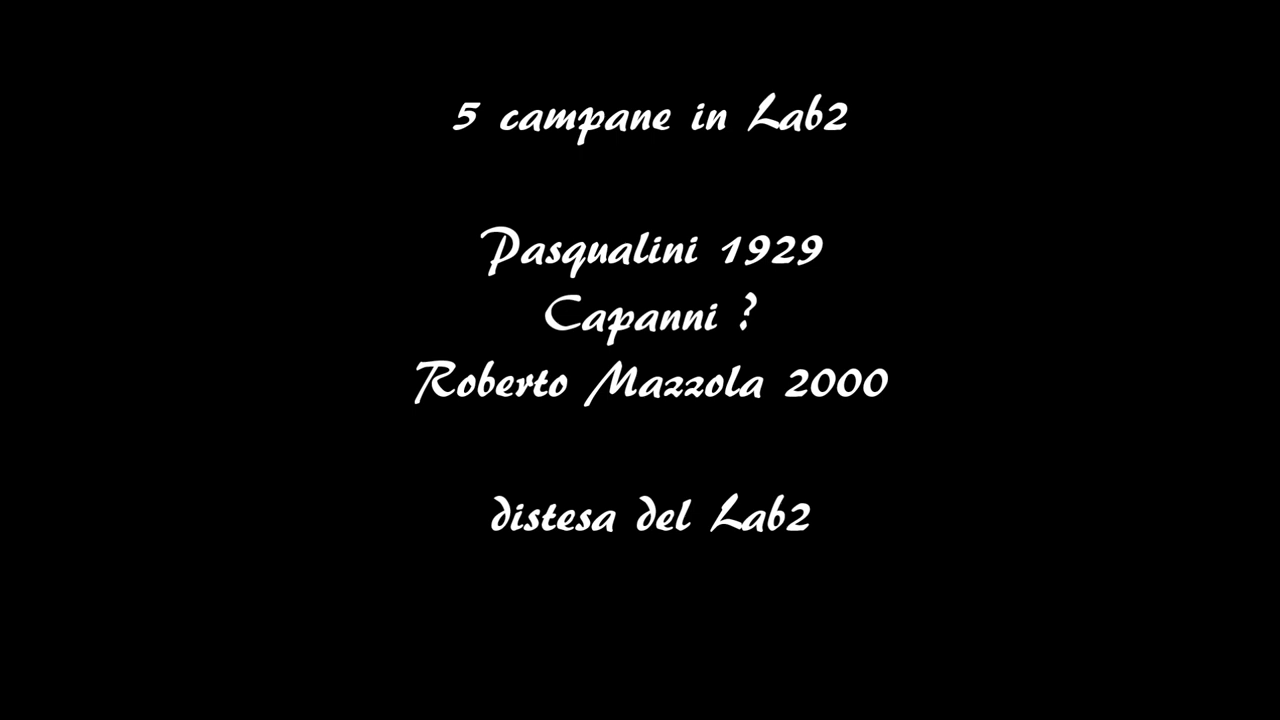 5 campane in Lab2
Pasqualini 1929
Capanni ?
Roberto Mazzola 2000
distesa del Lab2